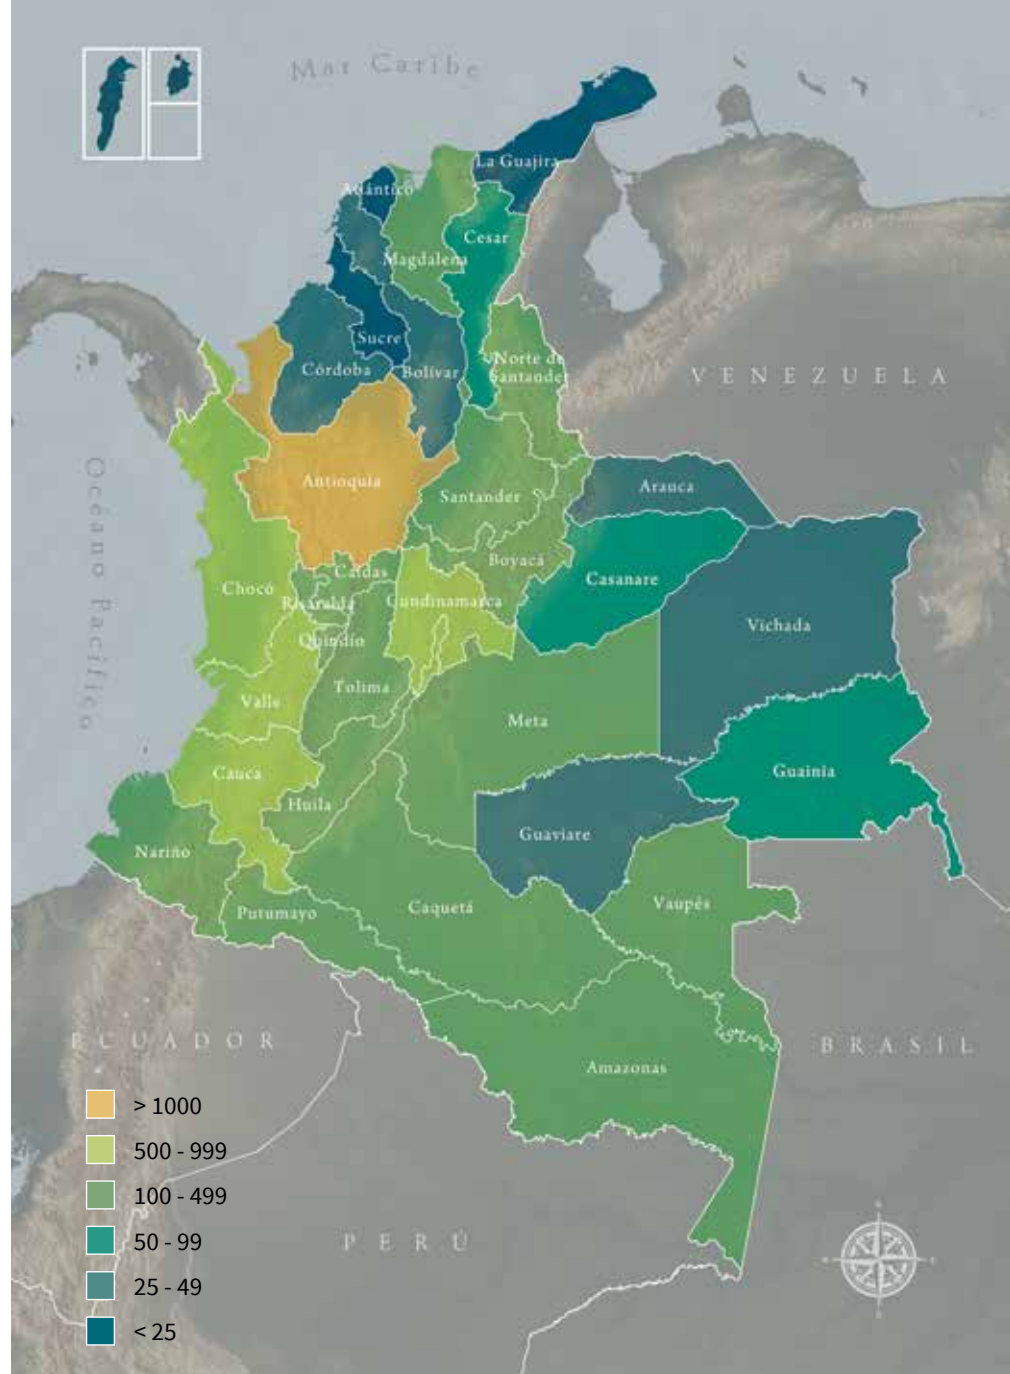 Mar Caribe
La Guajira
Atlántico
Cesar
Magdalena
Sucre
Córdoba
Bolívar
Norte de
Santander
VENEZUELA
Océano Pacífico
Antioquia
Santander
Arauca
Boyacá
Caldas
Casanare
Chocó
Risaralda
Cundinamarca
Quindío
Vichada
Tolima
Valle
Meta
Cauca
Guainía
Huila
Guaviare
Nariño
Putumayo
Caquetá
Vaupés
ECUADOR
BRASIL
Amazonas
> 1000
500 - 999
100 - 499
50 - 99
25 - 49
< 25
PERÚ